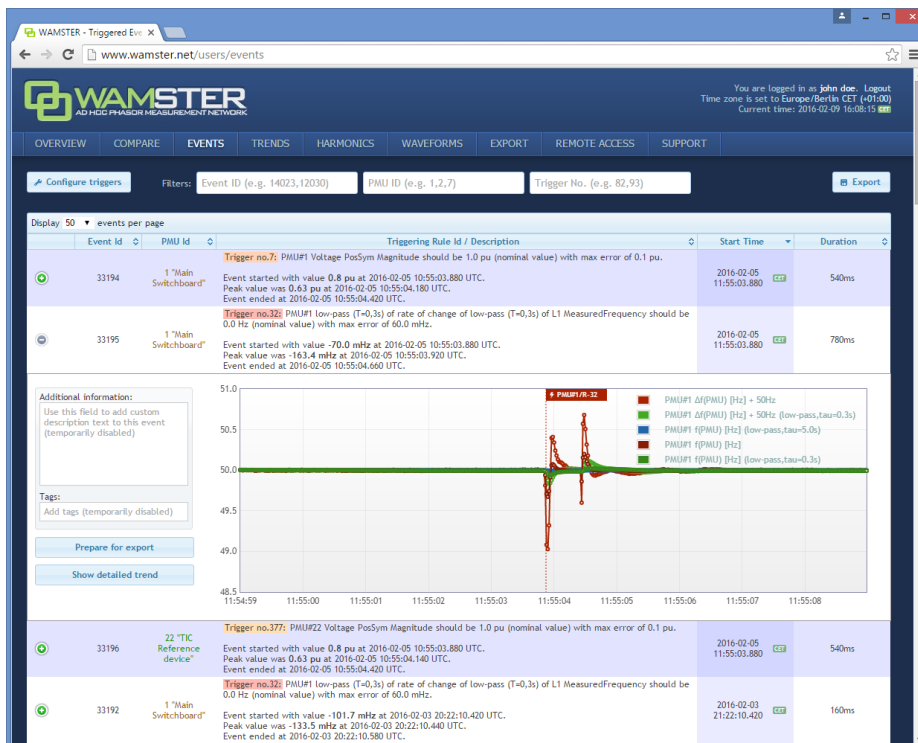 WAMSTER - Triggered Eve
www.wamster.net/users/events
WAMSTER
AD HOC PHASOR MEASUREMENT NETWORK
You are logged in as john doe. Logout
Time zone is set to Europe/Berlin CET (+01:00)
Current time: 2016-02-09 16:08:15 CET
OVERVIEW COMPARE EVENTS TRENDS HARMONICS WAVEFORMS EXPORT REMOTE ACCESS SUPPORT
Configure triggers Filters: Event ID (e.g. 14023,12030) PMU ID (e.g. 1,2,7) Trigger No. (e.g. 82,93) Export
Display 50 events per page
Event Id PMU Id Triggering Rule Id / Description Start Time Duration
33194 1 "Main Switchboard"
Trigger no.7: PMU#1 Voltage PosSym Magnitude should be 1.0 pu (nominal value) with max error of 0.1 pu.
Event started with value 0.8 pu at 2016-02-05 10:55:03.880 UTC.
Peak value was 0.63 pu at 2016-02-05 10:55:04.180 UTC.
Event ended at 2016-02-05 10:55:04.420 UTC.
2016-02-05 11:55:03.880 CET 540ms
33195 1 "Main Switchboard"
Trigger no.32: PMU#1 low-pass (T=0,3s) of rate of change of low-pass (T=0,3s) of L1 MeasuredFrequency should be
0.0 Hz (nominal value) with max error of 60.0 mHz.
Event started with value -70.0 mHz at 2016-02-05 10:55:03.880 UTC.
Peak value was -163.4 mHz at 2016-02-05 10:55:03.920 UTC.
Event ended at 2016-02-05 10:55:04.660 UTC.
2016-02-05 11:55:03.880 CET 780ms
Additional information:
Use this field to add custom
description text to this event
(temporarily disabled)
Tags:
Add tags (temporarily disabled)
Prepare for export
Show detailed trend
51.0
50.5
50.0
49.5
49.0
48.5
PMU#1/R-32
PMU#1 Δf(PMU) [Hz] + 50Hz
PMU#1 Δf(PMU) [Hz] + 50Hz (low-pass,tau=0.3s)
PMU#1 f(PMU) [Hz] (low-pass,tau=5.0s)
PMU#1 f(PMU) [Hz]
PMU#1 f(PMU) [Hz] (low-pass,tau=0.3s)
11:54:59 11:55:00 11:55:01 11:55:02 11:55:03 11:55:04 11:55:05 11:55:06 11:55:07 11:55:08
33196 22 "TIC Reference device"
Trigger no.377: PMU#22 Voltage PosSym Magnitude should be 1.0 pu (nominal value) with max error of 0.1 pu.
Event started with value 0.8 pu at 2016-02-05 10:55:03.880 UTC.
Peak value was 0.63 pu at 2016-02-05 10:55:04.140 UTC.
Event ended at 2016-02-05 10:55:04.420 UTC.
2016-02-05 11:55:03.880 CET 540ms
33192 1 "Main Switchboard"
Trigger no.32: PMU#1 low-pass (T=0,3s) of rate of change of low-pass (T=0,3s) of L1 MeasuredFrequency should be
0.0 Hz (nominal value) with max error of 60.0 mHz.
Event started with value -101.7 mHz at 2016-02-03 20:22:10.420 UTC.
Peak value was -133.5 mHz at 2016-02-03 20:22:10.440 UTC.
Event ended at 2016-02-03 20:22:10.580 UTC.
2016-02-03 21:22:10.420 CET 160ms